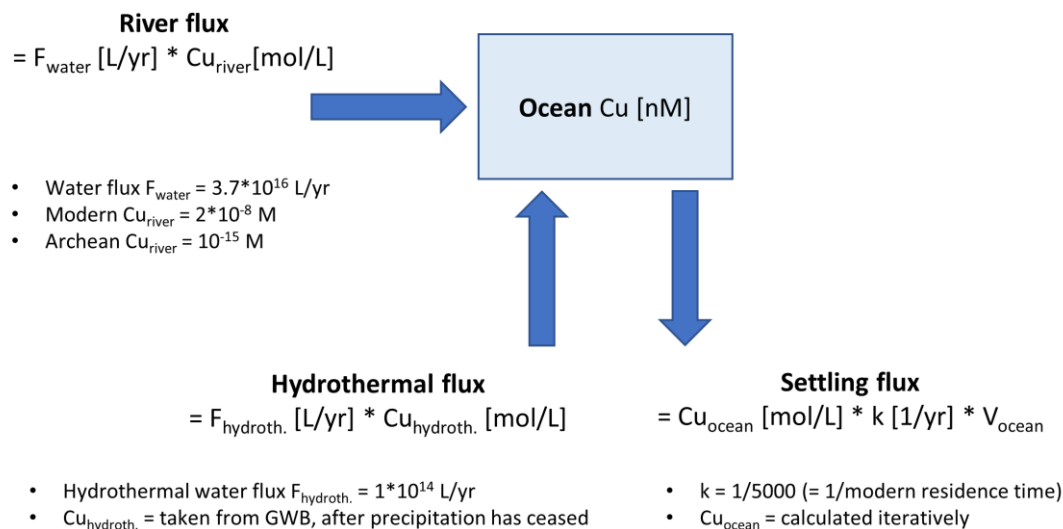 River flux
= F_water [L/yr] * Cu_river[mol/L]
Ocean Cu [nM]
• Water flux F_water = 3.7*10^16 L/yr
• Modern Cu_river = 2*10^-8 M
• Archean Cu_river = 10^-15 M
Hydrothermal flux
= F_hydroth. [L/yr] * Cu_hydroth. [mol/L]
• Hydrothermal water flux F_hydroth. = 1*10^14 L/yr
• Cu_hydroth. = taken from GWB, after precipitation has ceased
Settling flux
= Cu_ocean [mol/L] * k [1/yr] * V_ocean
• k = 1/5000 (= 1/modern residence time)
• Cu_ocean = calculated iteratively